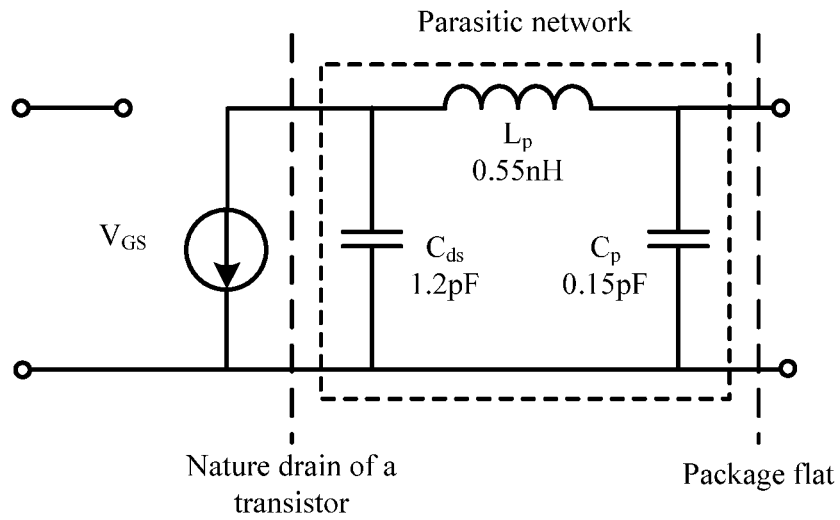 Parasitic network
L_p
0.55nH
V_GS
C_ds
1.2pF
C_p
0.15pF
Nature drain of a
transistor
Package flat